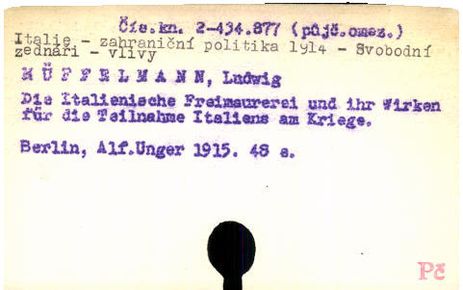 Čís.kn. 2-434.877 (půjč.omez.)
Italie - zahraniční politika 1914 - Svobodní
zednáři - vlivy
M Ü F F E L M A N N, Ludwig
Die Italienische Freimaurerei und ihr Wirken
für die Teilnahme Italiens am Kriege.
Berlin, Alf.Unger 1915. 48 s.
Pč